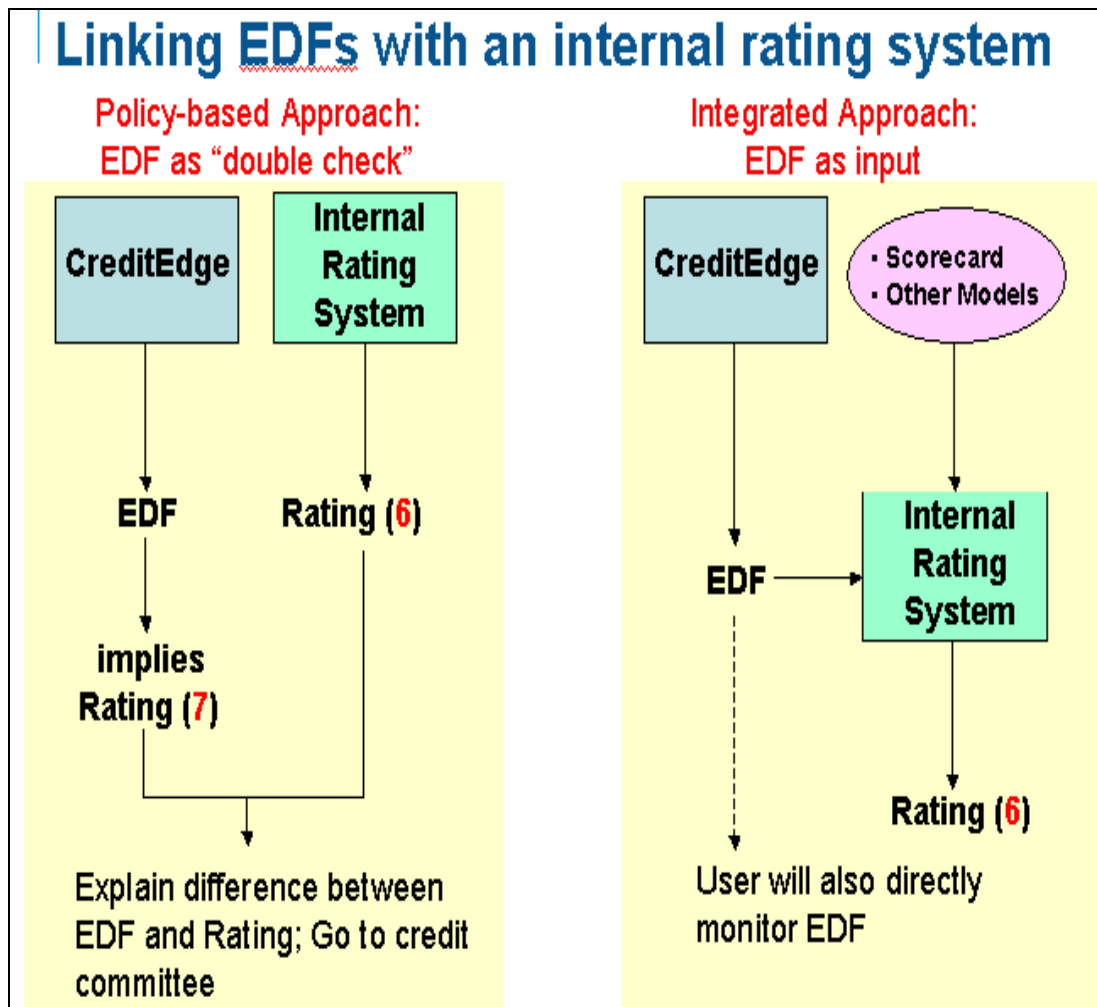 Linking EDFs with an internal rating system
Policy-based Approach:
EDF as “double check”
CreditEdge
Internal
Rating
System
EDF
Rating (6)
implies
Rating (7)
Explain difference between
EDF and Rating; Go to credit
committee
Integrated Approach:
EDF as input
CreditEdge
• Scorecard
• Other Models
EDF
Internal
Rating
System
Rating (6)
User will also directly
monitor EDF